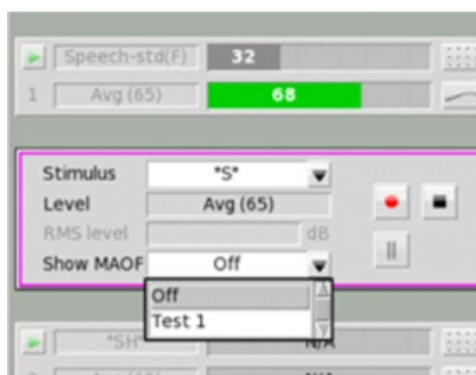 Speech-std(F) 32
1 Avg (65) 68
Stimulus "S"
Level Avg (65)
RMS level dB
Show MAOF Off
Off
Test 1
"SH" N/A